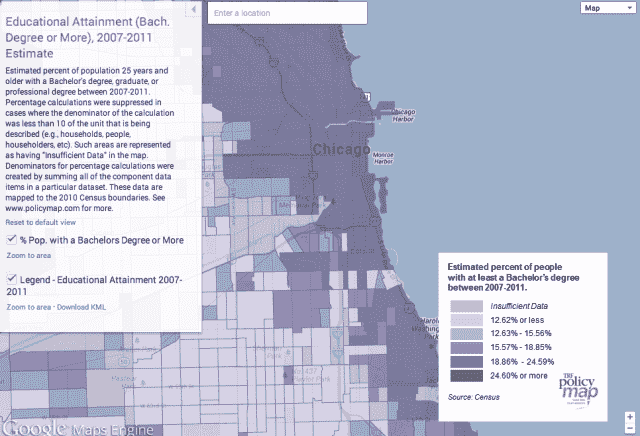 Educational Attainment (Bach.
Degree or More), 2007-2011
Estimate
Estimated percent of population 25 years and
older with a Bachelor's degree, graduate, or
professional degree between 2007-2011.
Percentage calculations were suppressed in
cases where the denominator of the calculation
was less than 10 of the unit that is being
described (e.g., households, people,
householders, etc). Such areas are represented
as having "Insufficient Data" in the map.
Denominators for percentage calculations were
created by summing all of the component data
items in a particular dataset. These data are
mapped to the 2010 Census boundaries. See
www.policymap.com for more.
Reset to default view
% Pop. with a Bachelors Degree or More
Zoom to area
Legend - Educational Attainment 2007-
2011
Zoom to area · Download KML
Enter a location
Map
Chicago
Harbor
Chicago
Monroe
Harbor
Estimated percent of people
with at least a Bachelor's degree
between 2007-2011.
Insufficient Data
12.62% or less
12.63% - 15.56%
15.57% - 18.85%
18.86% - 24.59%
24.60% or more
Source: Census
TRF
policy
map
Google Maps Engine